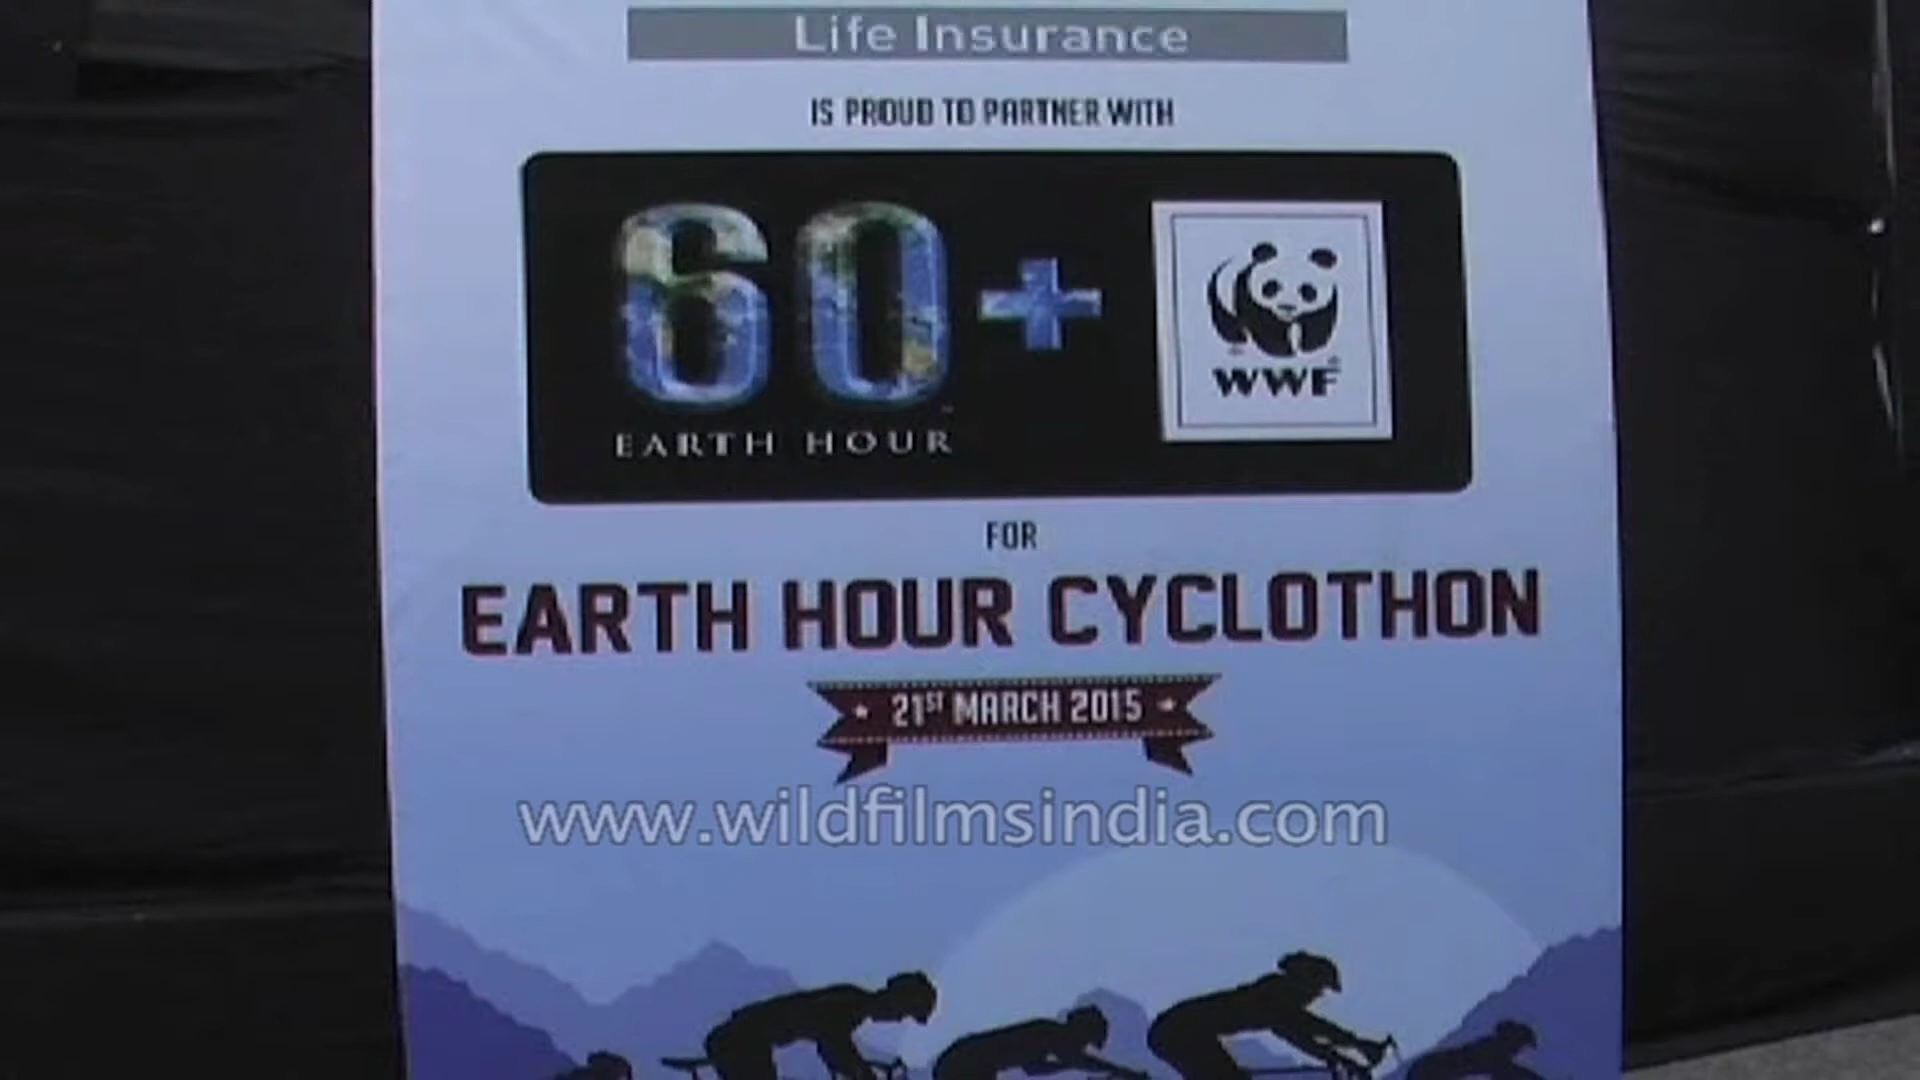 Life Insurance
IS PROUD TO PARTNER WITH
60+
EARTH HOUR
WWF
FOR
EARTH HOUR CYCLOTHON
21ST MARCH 2015
www.wildfilmsindia.com